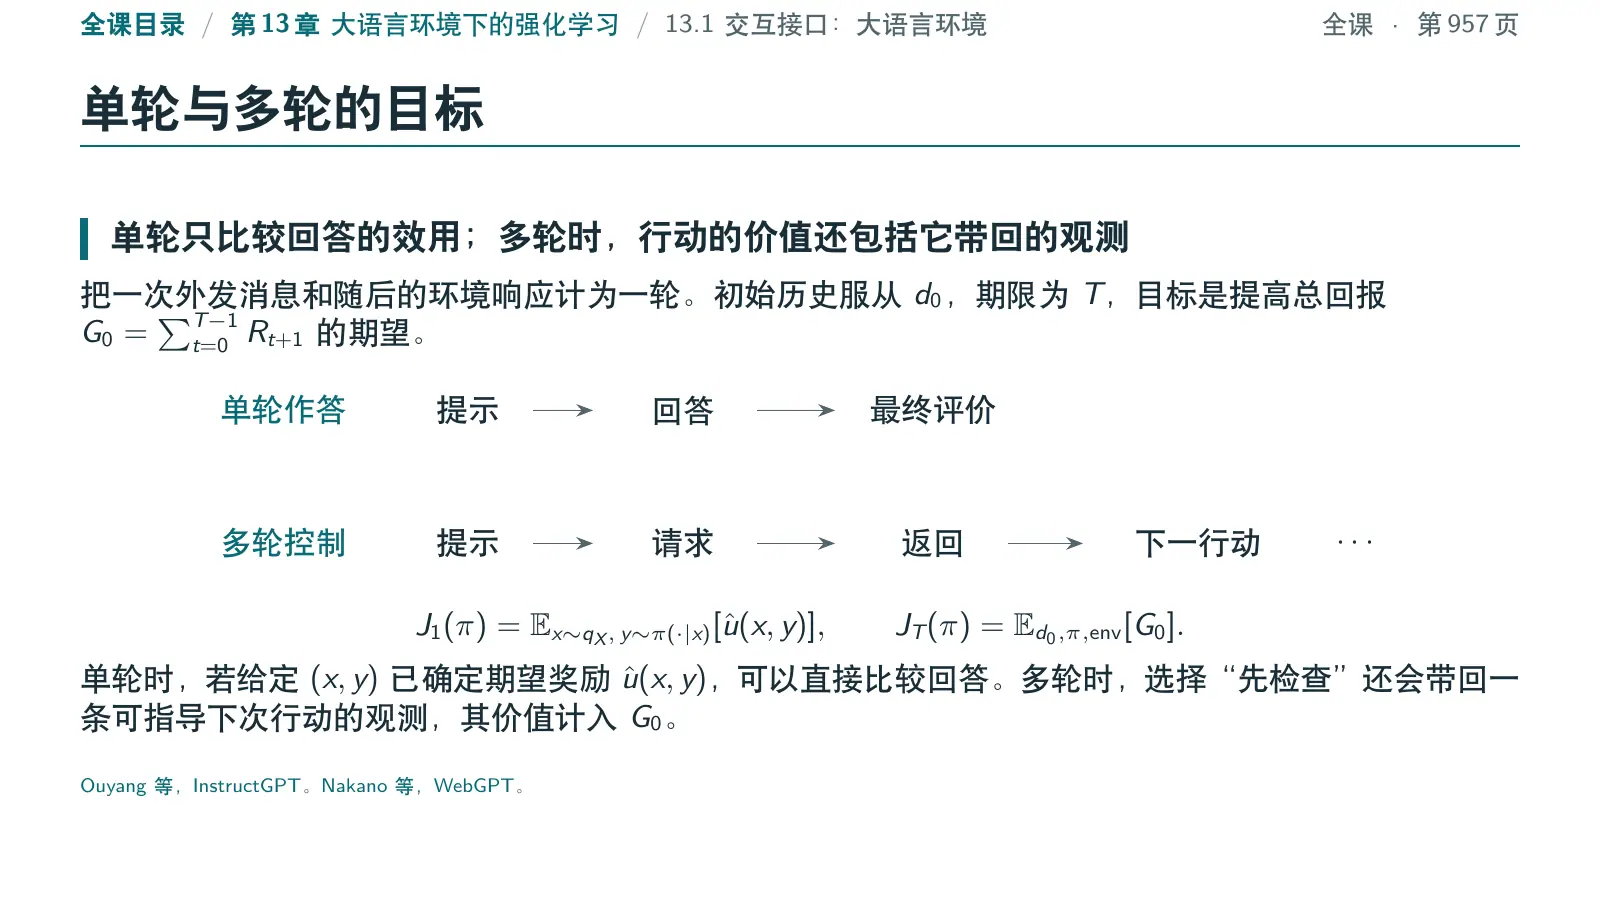 全课目录 / 第 13 章 大语言环境下的强化学习 / 13.1 交互接口：大语言环境 全课 · 第 957 页
单轮与多轮的目标
单轮只比较回答的效用；多轮时，行动的价值还包括它带回的观测
把一次外发消息和随后的环境响应计为一轮。初始历史服从 d₀，期限为 T，目标是提高总回报
G₀ = ∑_{t=0}^{T−1} R_{t+1} 的期望。
单轮作答 提示 → 回答 → 最终评价
多轮控制 提示 → 请求 → 返回 → 下一行动 ···
J₁(π) = 𝔼_{x∼q_X, y∼π(·|x)}[û(x, y)], J_T(π) = 𝔼_{d₀,π,env}[G₀].
单轮时，若给定 (x, y) 已确定期望奖励 û(x, y)，可以直接比较回答。多轮时，选择“先检查”还会带回一
条可指导下次行动的观测，其价值计入 G₀。
Ouyang 等，InstructGPT。Nakano 等，WebGPT。